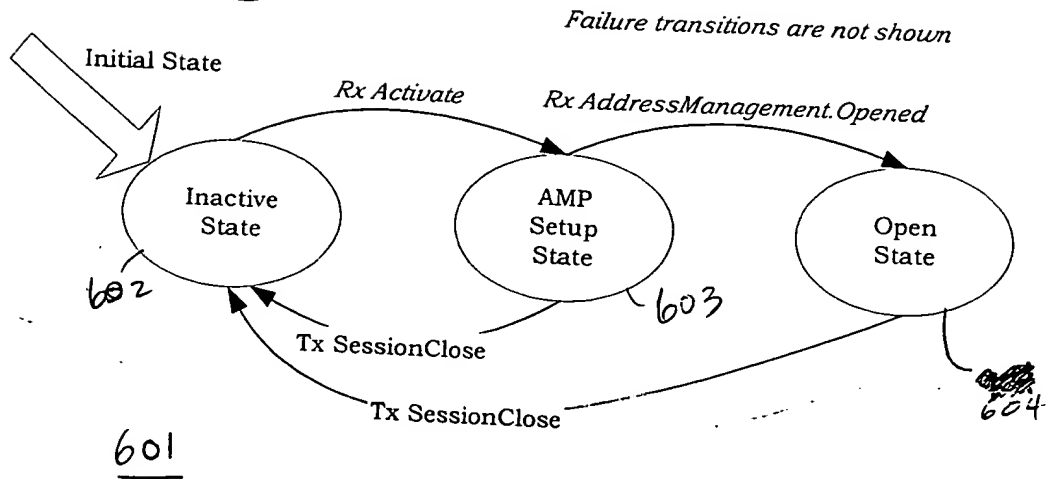 Failure transitions are not shown
Initial State
Rx Activate
Rx AddressManagement.Opened
Inactive
State
AMP
Setup
State
Open
State
602
603
604
Tx SessionClose
Tx SessionClose
601